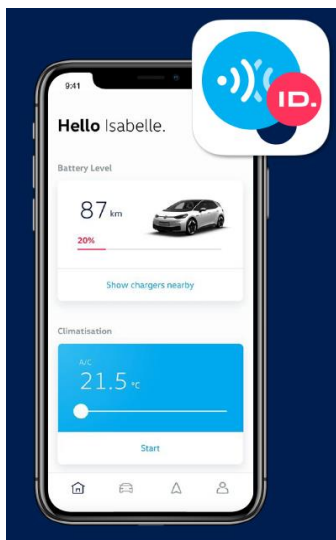 9:41
ID.
Hello Isabelle.
Battery Level
87 km
20%
Show chargers nearby
Climatisation
A/C
21.5 °C
Start